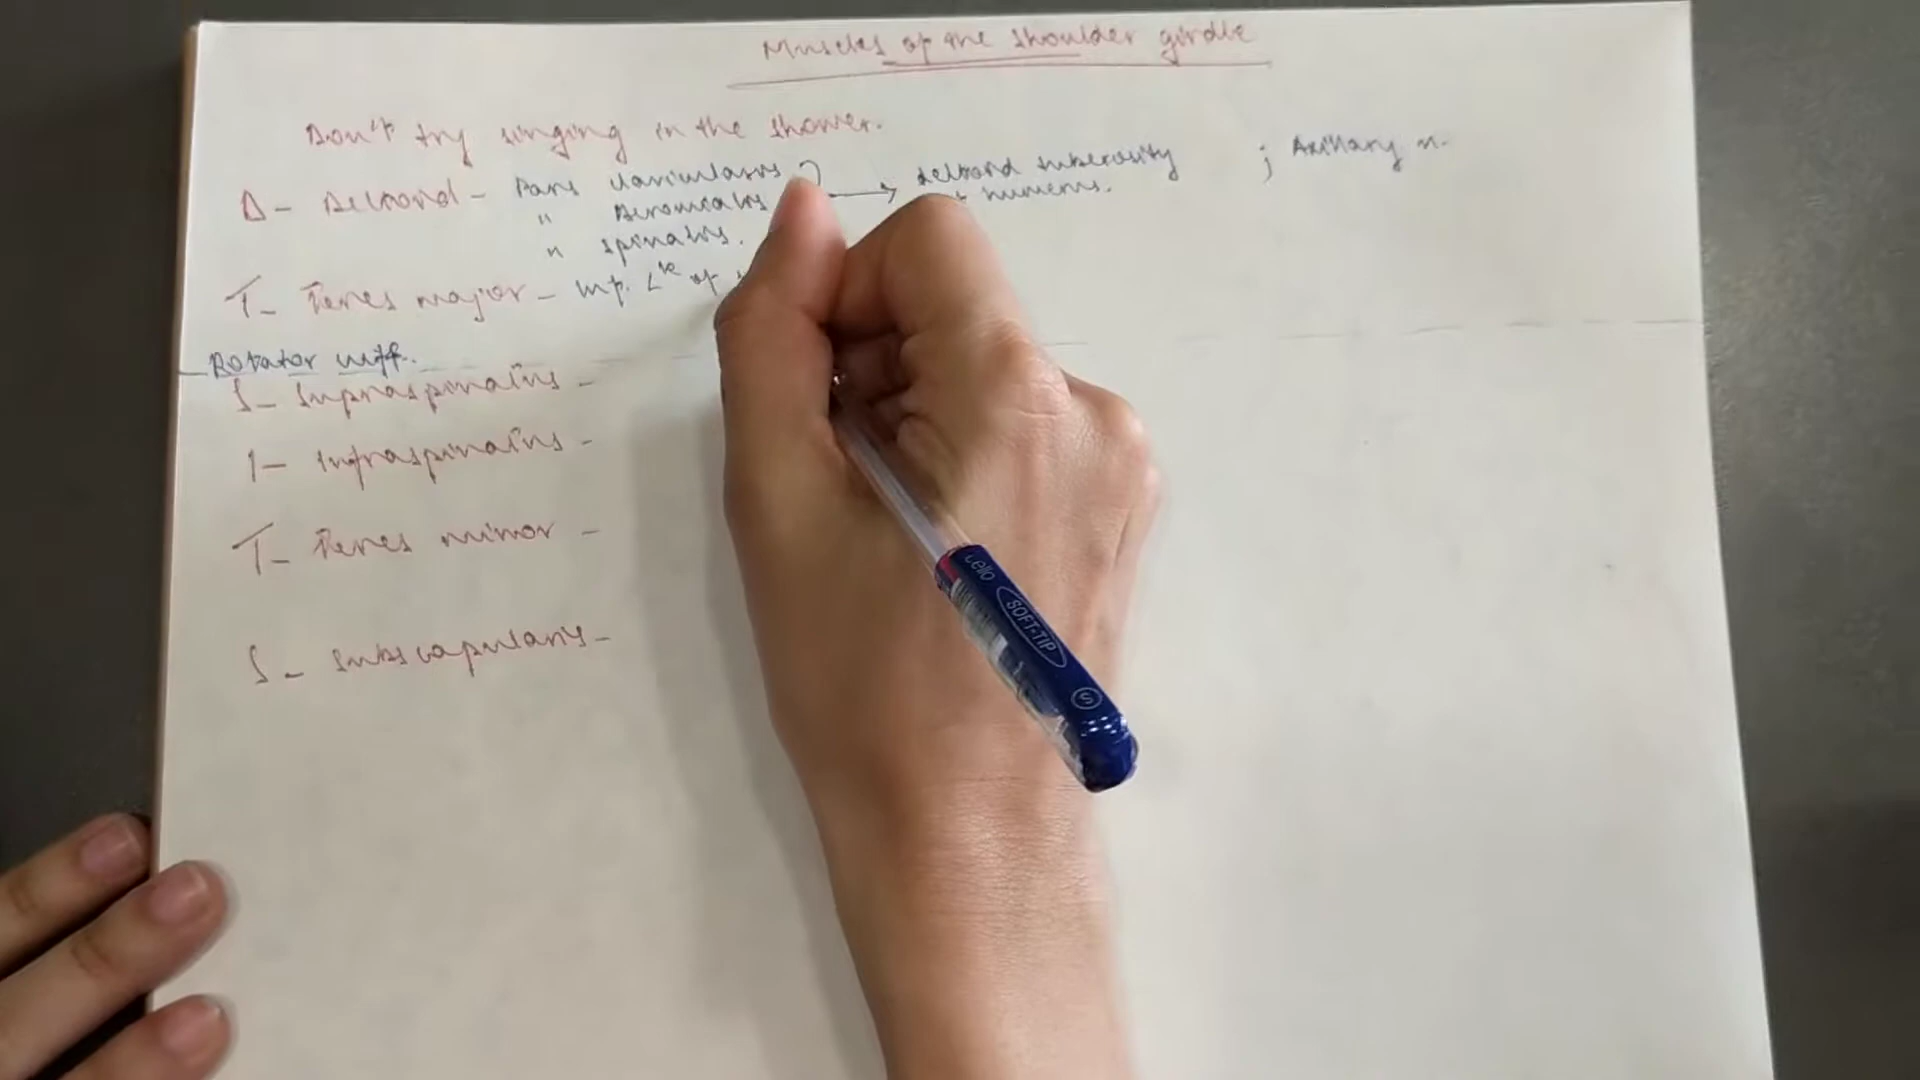 Muscles of the shoulder girdle
Don't try singing in the shower.
D - Deltoid - Pars clavicularis → deltoid tuberosity ; Axillary n.
" Acromialis humerus.
" spinalis.
T - Teres major - inf. L le of
Rotator cuff.
S - Supraspinatus -
I - Infraspinatus -
T - Teres minor -
S - Subscapularis -
cello SOFT-TIP S